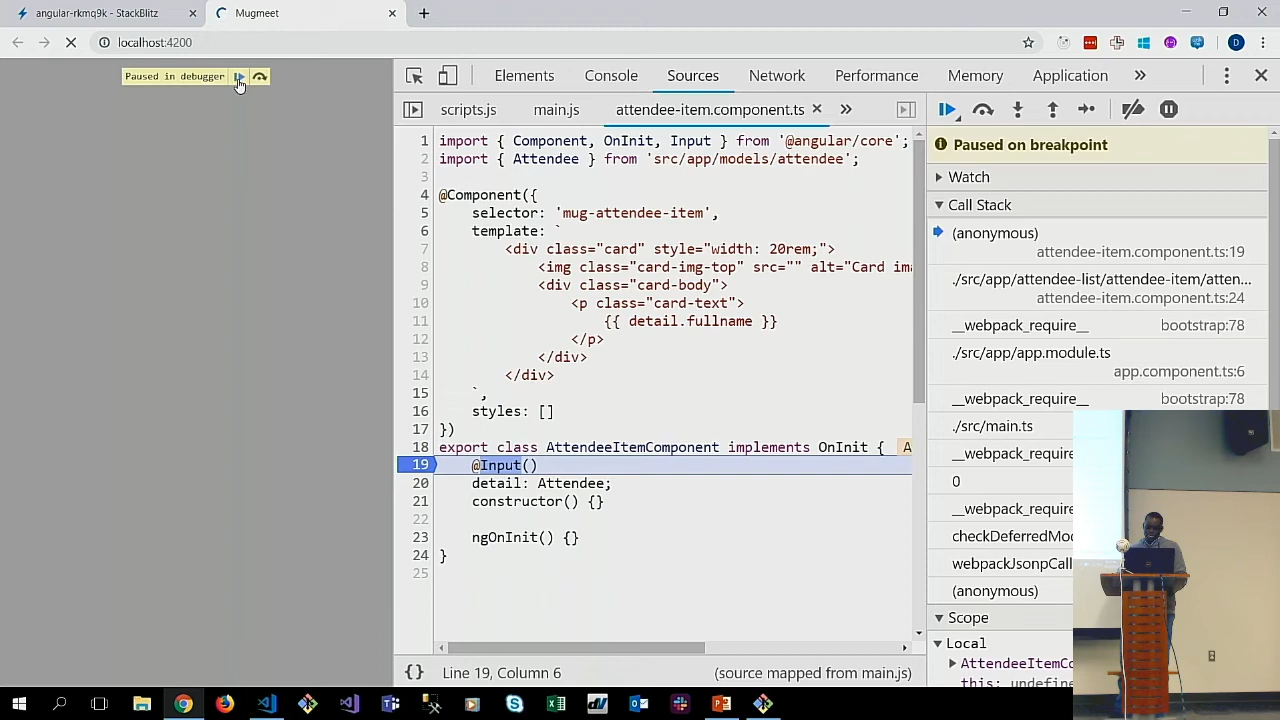 angular-rkmq9k - StackBlitz
Mugmeet
localhost:4200
D
Paused in debugger
Elements Console Sources Network Performance Memory Application
scripts.js main.js attendee-item.component.ts
1 import { Component, OnInit, Input } from '@angular/core';
2 import { Attendee } from 'src/app/models/attendee';
3
4 @Component({
5 selector: 'mug-attendee-item',
6 template: `
7 <div class="card" style="width: 20rem;">
8 <img class="card-img-top" src="" alt="Card ima
9 <div class="card-body">
10 <p class="card-text">
11 {{ detail.fullname }}
12 </p>
13 </div>
14 </div>
15 `,
16 styles: []
17 })
18 export class AttendeeItemComponent implements OnInit { A
19 @Input()
20 detail: Attendee;
21 constructor() {}
22
23 ngOnInit() {}
24 }
25
{} Line 19, Column 6 (source mapped from main.js)
Paused on breakpoint
Watch
Call Stack
(anonymous)
attendee-item.component.ts:19
./src/app/attendee-list/attendee-item/atten...
attendee-item.component.ts:24
__webpack_require__ bootstrap:78
./src/app/app.module.ts
app.component.ts:6
__webpack_require__ bootstrap:78
./src/main.ts
__webpack_require
0
__webpack_require
checkDeferredMod
webpackJsonpCall
(anonymous)
Scope
Local
AttendeeItemCo
this: undefine